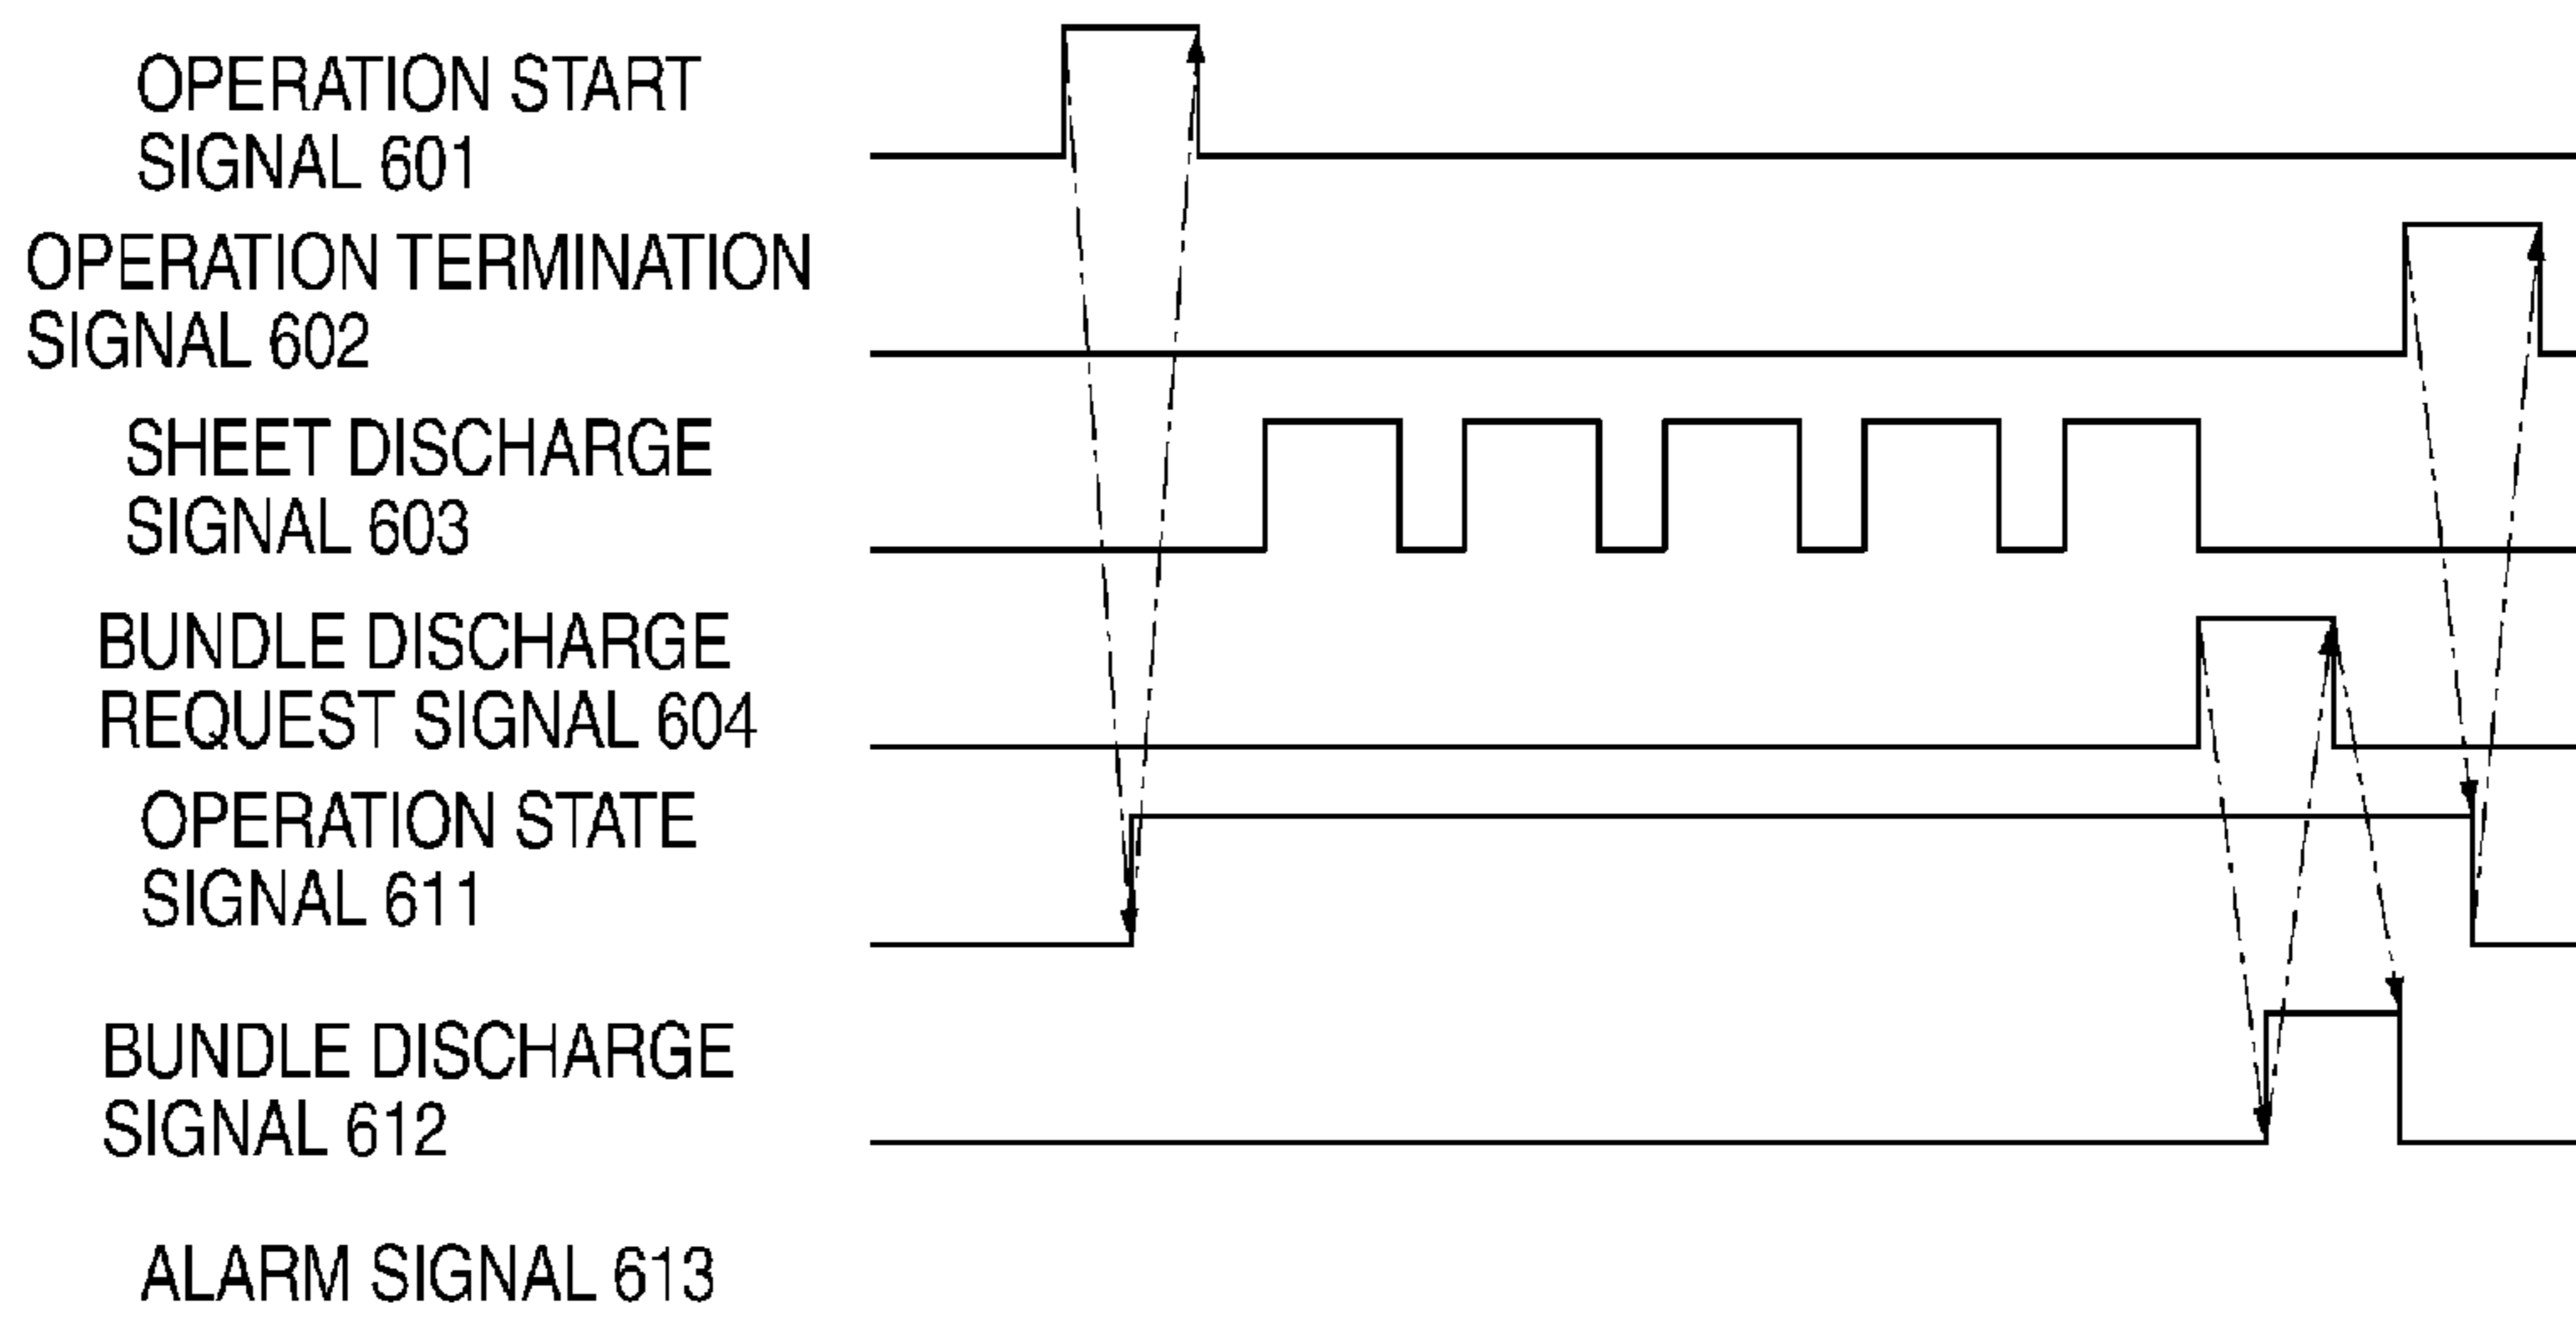 OPERATION START
SIGNAL 601
OPERATION TERMINATION
SIGNAL 602
SHEET DISCHARGE
SIGNAL 603
BUNDLE DISCHARGE
REQUEST SIGNAL 604
OPERATION STATE
SIGNAL 611
BUNDLE DISCHARGE
SIGNAL 612
ALARM SIGNAL 613